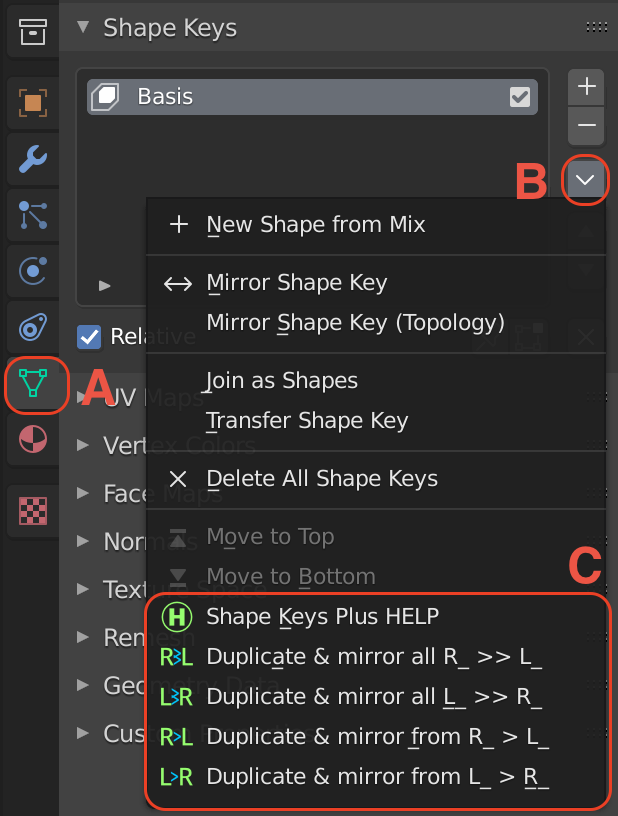 Shape Keys
Basis
B
New Shape from Mix
Mirror Shape Key
Mirror Shape Key (Topology)
Relative
A
Join as Shapes
UV Maps
Transfer Shape Key
Vertex Colors
Delete All Shape Keys
Face Maps
Move to Top
Normals
C
Move to Bottom
Texture Space
H Shape Keys Plus HELP
Remesh
R>L Duplicate & mirror all R_ >> L_
Geometry Data
L>R Duplicate & mirror all L_ >> R_
R>L Duplicate & mirror from R_ > L_
L>R Duplicate & mirror from L_ > R_